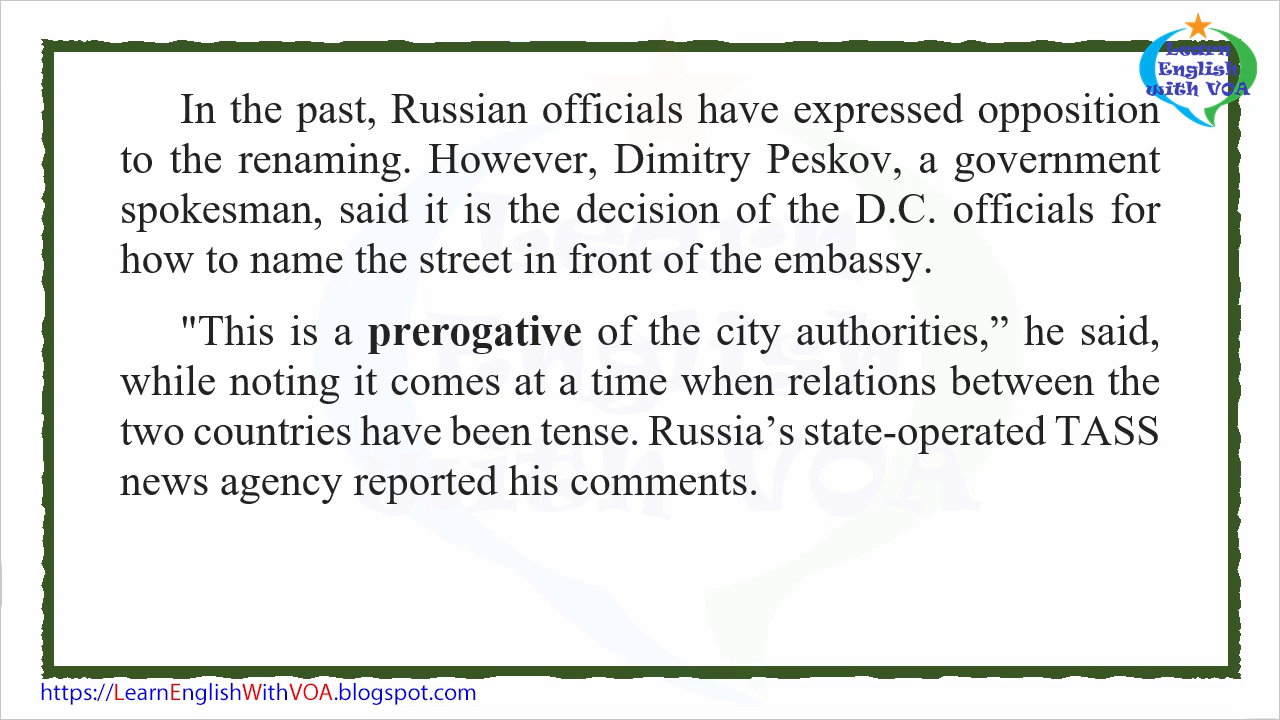 Learn
English
with VOA
In the past, Russian officials have expressed opposition
to the renaming. However, Dimitry Peskov, a government
spokesman, said it is the decision of the D.C. officials for
how to name the street in front of the embassy.
"This is a prerogative of the city authorities,” he said,
while noting it comes at a time when relations between the
two countries have been tense. Russia’s state-operated TASS
news agency reported his comments.
Learn
English
with VOA
https://LearnEnglishWithVOA.blogspot.com